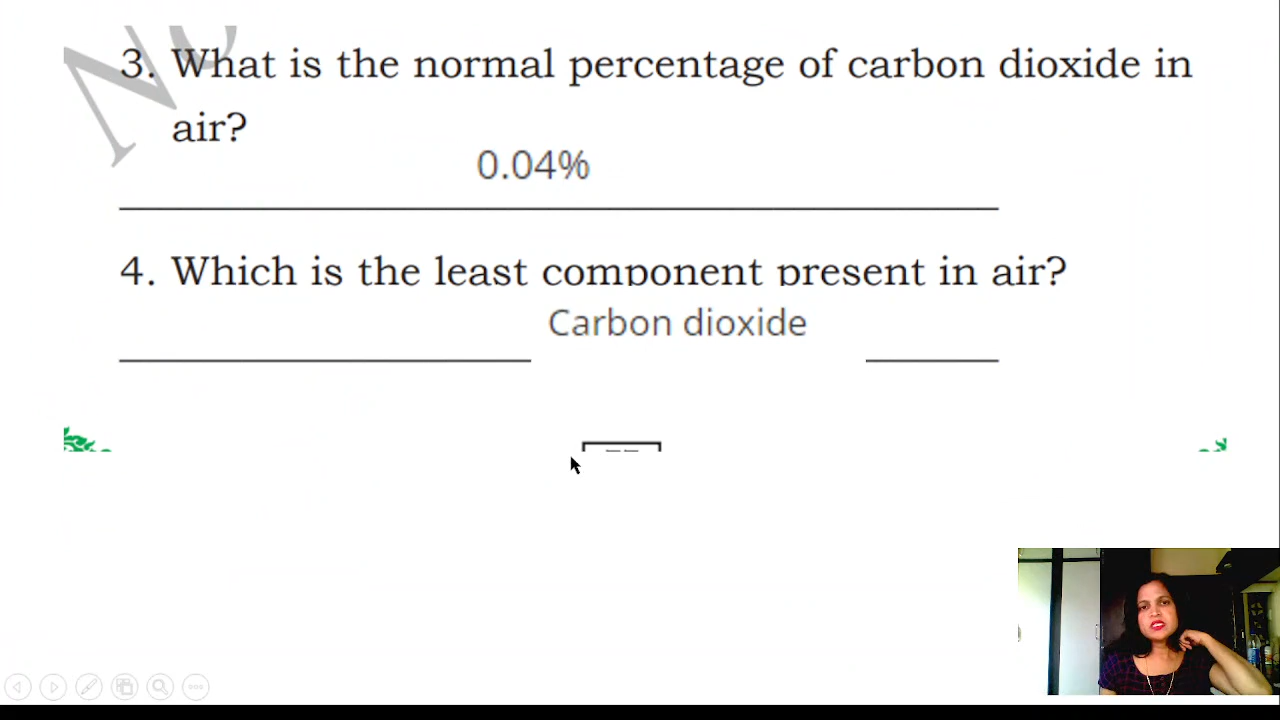 3. What is the normal percentage of carbon dioxide in
air?
0.04%
4. Which is the least component present in air?
Carbon dioxide